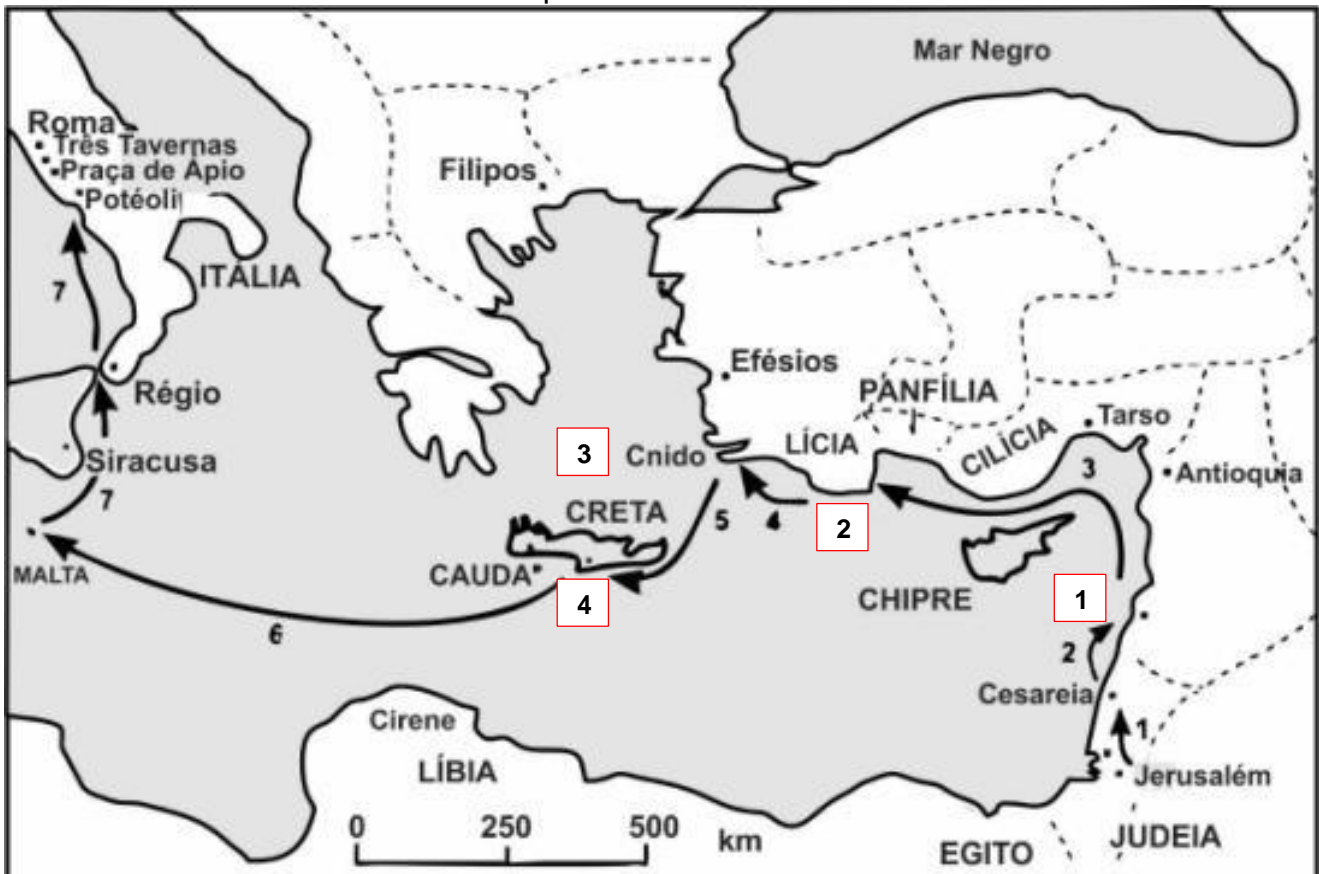 Mar Negro
Roma
Três Tavernas
Praça de Ápio
Potéoli
Filipos
ITÁLIA
7
Efésios
PANFÍLIA
Régio
Tarso
LÍCIA
CILÍCIA
3
Cnido
Siracusa
3
Antioquia
7
CRETA
5
4
2
MALTA
CAUDA
4
CHIPRE
1
6
2
Cesareia
Cirene
1
LÍBIA
Jerusalém
0 250 500
km
EGITO
JUDEIA